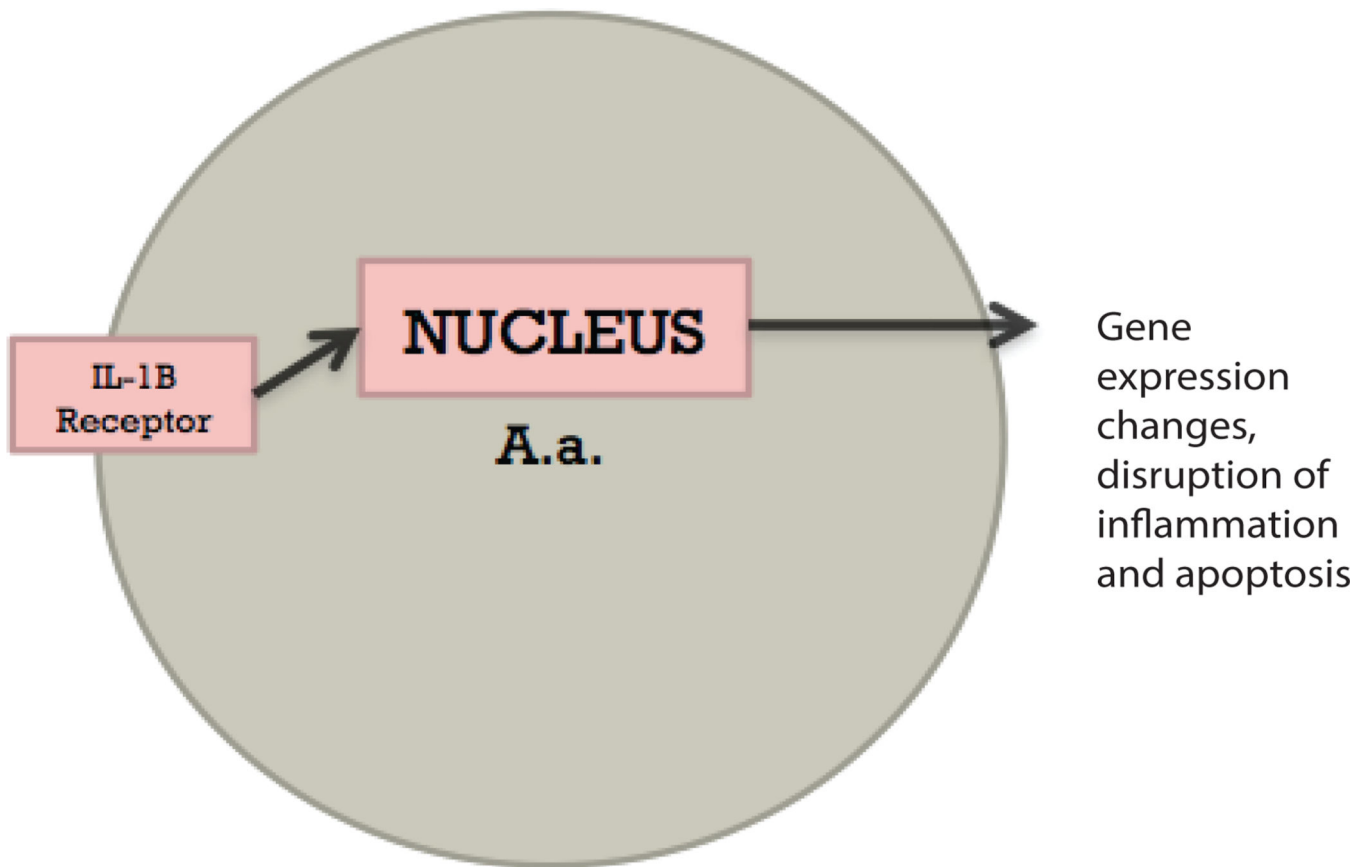 IL-1B
Receptor
NUCLEUS
A.a.
Gene
expression
changes,
disruption of
inflammation
and apoptosis